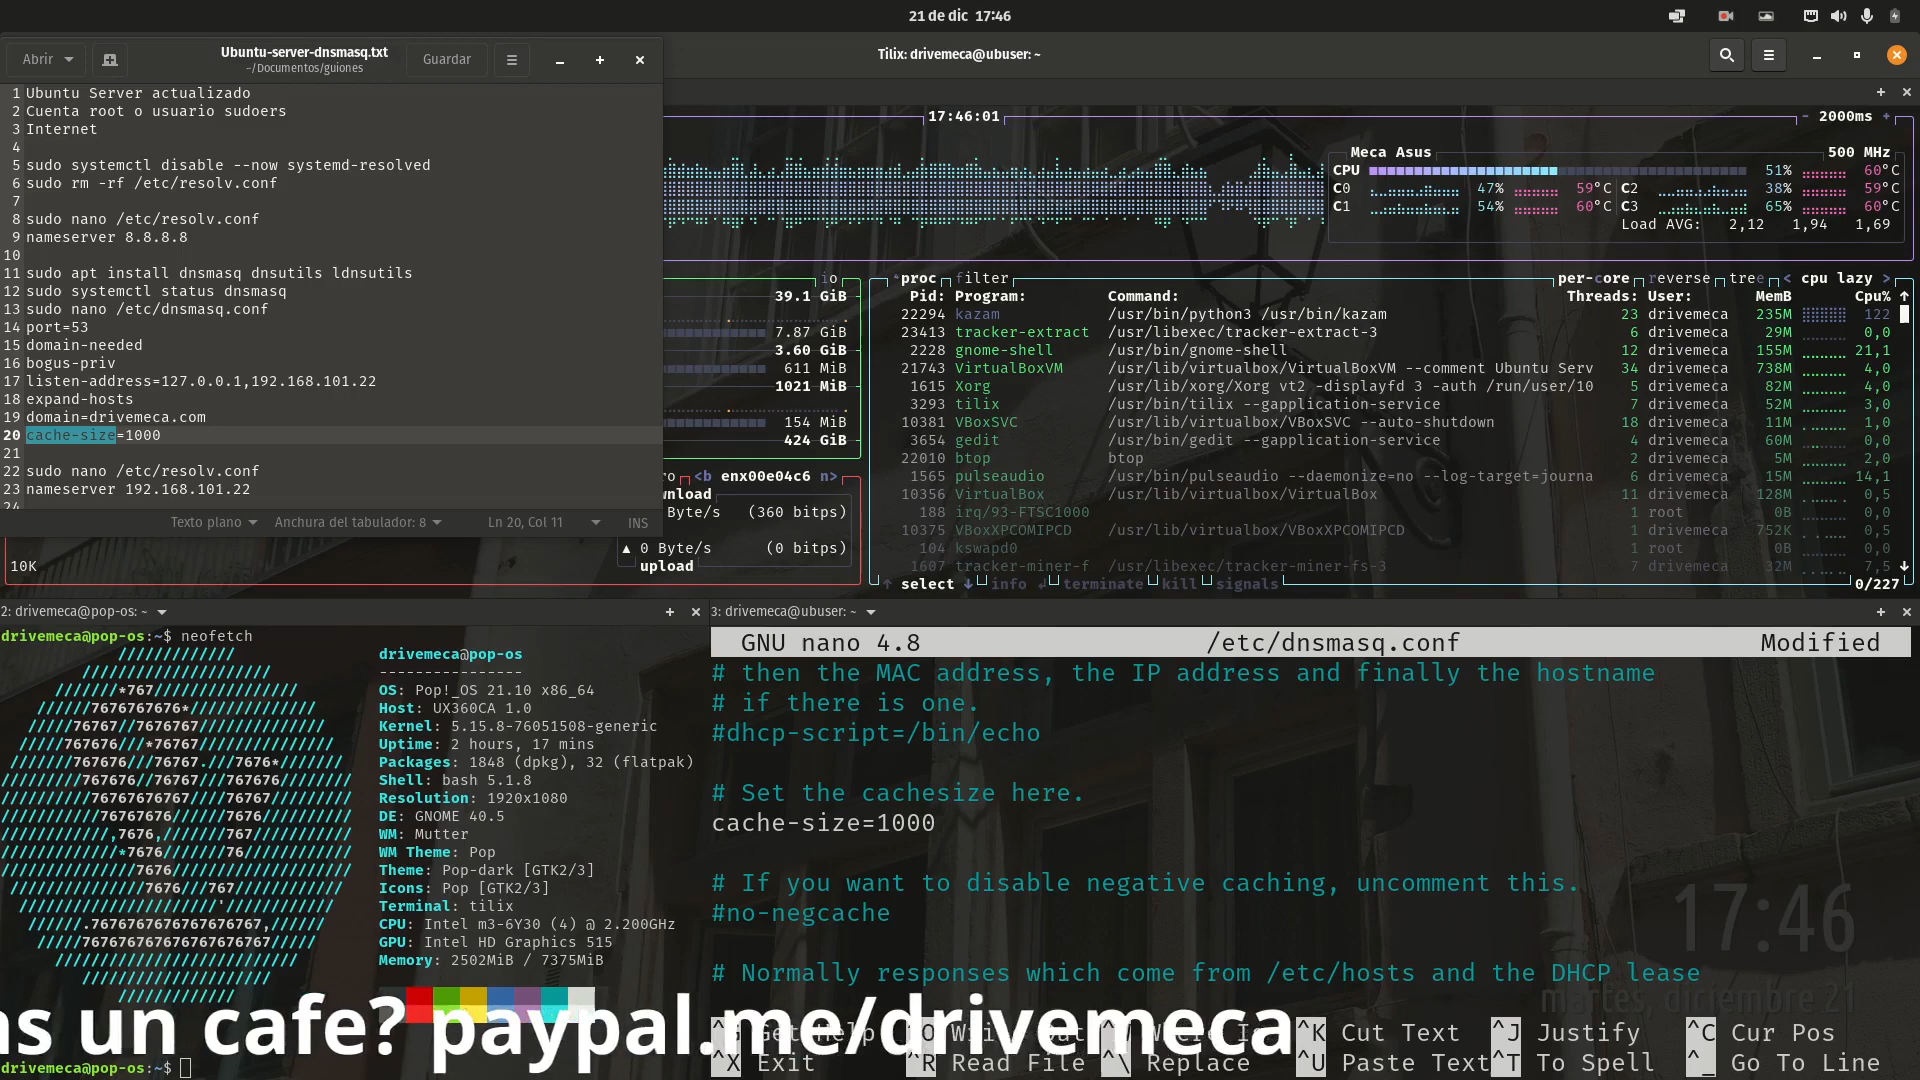 21 de dic 17:46
Abrir
Ubuntu-server-dnsmasq.txt
~/Documentos/guiones
Guardar
1 Ubuntu Server actualizado
2 Cuenta root o usuario sudoers
3 Internet
4
5 sudo systemctl disable --now systemd-resolved
6 sudo rm -rf /etc/resolv.conf
7
8 sudo nano /etc/resolv.conf
9 nameserver 8.8.8.8
10
11 sudo apt install dnsmasq dnsutils ldnsutils
12 sudo systemctl status dnsmasq
13 sudo nano /etc/dnsmasq.conf
14 port=53
15 domain-needed
16 bogus-priv
17 listen-address=127.0.0.1,192.168.101.22
18 expand-hosts
19 domain=drivemeca.com
20 cache-size=1000
21
22 sudo nano /etc/resolv.conf
23 nameserver 192.168.101.22
24
Texto plano Anchura del tabulador: 8 Ln 20, Col 11 INS
Tilix: drivemeca@ubuser: ~
17:46:01 - 2000ms +
Meca Asus 500 MHz
CPU 51% 60°C
C0 47% 59°C C2 38% 59°C
C1 54% 60°C C3 65% 60°C
Load AVG: 2,12 1,94 1,69
io
39.1 GiB
7.87 GiB
3.60 GiB
611 MiB
1021 MiB
154 MiB
424 GiB
ro <b enx00e04c6 n>
wnload
Byte/s (360 bitps)
▲ 0 Byte/s (0 bitps)
upload
10K
proc filter per-core reverse tree < cpu lazy >
Pid: Program: Command: Threads: User: MemB Cpu% ↑
22294 kazam /usr/bin/python3 /usr/bin/kazam 23 drivemeca 235M 122
23413 tracker-extract /usr/libexec/tracker-extract-3 6 drivemeca 29M 0,0
2228 gnome-shell /usr/bin/gnome-shell 12 drivemeca 155M 21,1
21743 VirtualBoxVM /usr/lib/virtualbox/VirtualBoxVM --comment Ubuntu Serv 34 drivemeca 738M 4,0
1615 Xorg /usr/lib/xorg/Xorg vt2 -displayfd 3 -auth /run/user/10 5 drivemeca 82M 4,0
3293 tilix /usr/bin/tilix --gapplication-service 7 drivemeca 52M 3,0
10381 VBoxSVC /usr/lib/virtualbox/VBoxSVC --auto-shutdown 18 drivemeca 11M 1,0
3654 gedit /usr/bin/gedit --gapplication-service 4 drivemeca 60M 0,0
22010 btop btop 2 drivemeca 5M 2,0
1565 pulseaudio /usr/bin/pulseaudio --daemonize=no --log-target=journa 6 drivemeca 15M 14,1
10356 VirtualBox /usr/lib/virtualbox/VirtualBox 11 drivemeca 128M 0,5
188 irq/93-FTSC1000 1 root 0B 0,0
10375 VBoxXPCOMIPCD /usr/lib/virtualbox/VBoxXPCOMIPCD 1 drivemeca 752K 0,5
104 kswapd0 1 root 0B 0,0
1607 tracker-miner-f /usr/libexec/tracker-miner-fs-3 7 drivemeca 32M 7,5 ↓
↑ select ↓ info ↲ terminate kill signals 0/227
2: drivemeca@pop-os: ~
drivemeca@pop-os:~$ neofetch
drivemeca@pop-os
----------------
OS: Pop!_OS 21.10 x86_64
Host: UX360CA 1.0
Kernel: 5.15.8-76051508-generic
Uptime: 2 hours, 17 mins
Packages: 1848 (dpkg), 32 (flatpak)
Shell: bash 5.1.8
Resolution: 1920x1080
DE: GNOME 40.5
WM: Mutter
WM Theme: Pop
Theme: Pop-dark [GTK2/3]
Icons: Pop [GTK2/3]
Terminal: tilix
CPU: Intel m3-6Y30 (4) @ 2.200GHz
GPU: Intel HD Graphics 515
Memory: 2502MiB / 7375MiB
drivemeca@pop-os:~$
3: drivemeca@ubuser: ~
GNU nano 4.8 /etc/dnsmasq.conf Modified
# then the MAC address, the IP address and finally the hostname
# if there is one.
#dhcp-script=/bin/echo
# Set the cachesize here.
cache-size=1000
# If you want to disable negative caching, uncomment this.
#no-negcache
# Normally responses which come from /etc/hosts and the DHCP lease
^K Cut Text ^J Justify ^C Cur Pos
^X Exit ^R Read File ^\ Replace ^U Paste Text ^T To Spell ^_ Go To Line
17:46
martes, diciembre 21
as un cafe? paypal.me/drivemeca